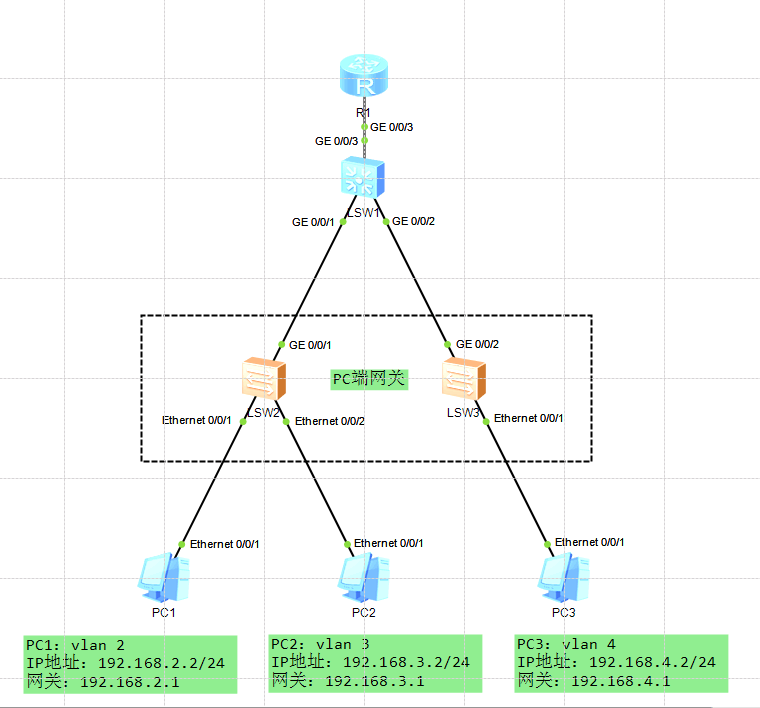 R
R1
GE 0/0/3
GE 0/0/3
LSW1
GE 0/0/1
GE 0/0/2
GE 0/0/1
GE 0/0/2
PC端网关
LSW2
LSW3
Ethernet 0/0/1
Ethernet 0/0/2
Ethernet 0/0/1
Ethernet 0/0/1
Ethernet 0/0/1
Ethernet 0/0/1
PC1
PC2
PC3
PC1: vlan 2
IP地址: 192.168.2.2/24
网关: 192.168.2.1
PC2: vlan 3
IP地址: 192.168.3.2/24
网关: 192.168.3.1
PC3: vlan 4
IP地址: 192.168.4.2/24
网关: 192.168.4.1